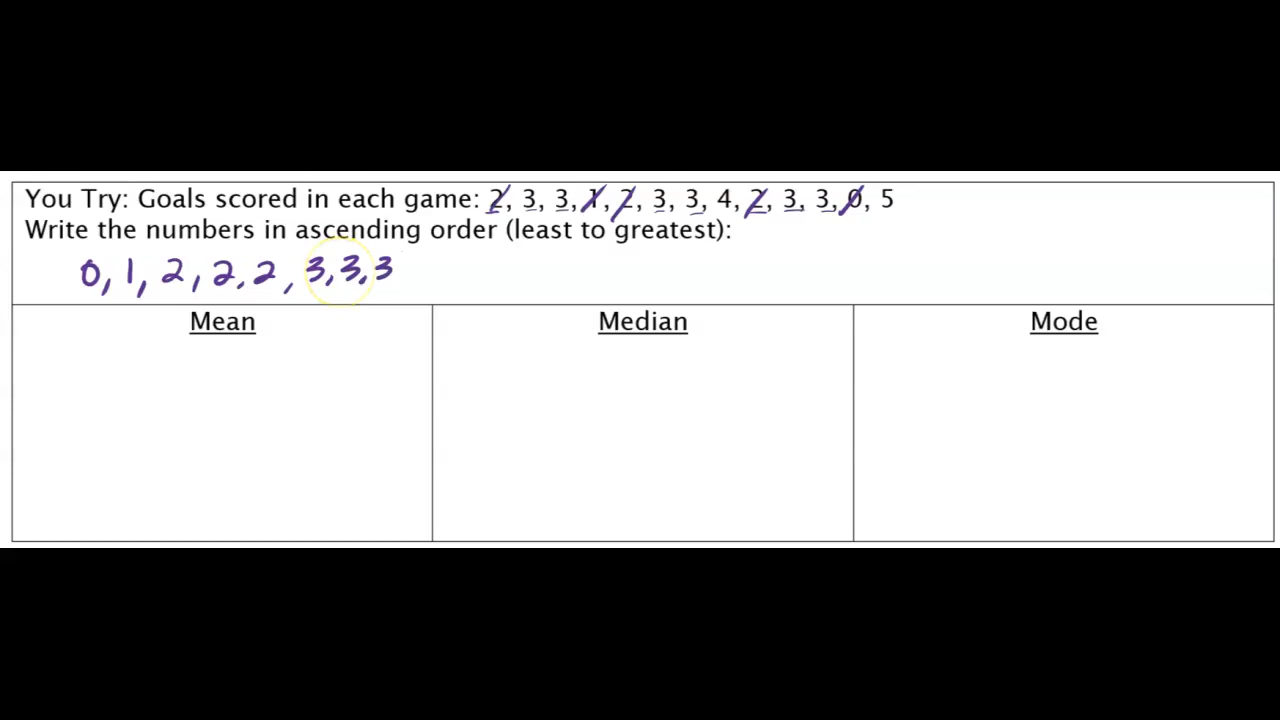 You Try: Goals scored in each game: 2, 3, 3, 1, 2, 3, 3, 4, 2, 3, 3, 0, 5
Write the numbers in ascending order (least to greatest):
0, 1, 2, 2, 2, 3, 3, 3
Mean
Median
Mode